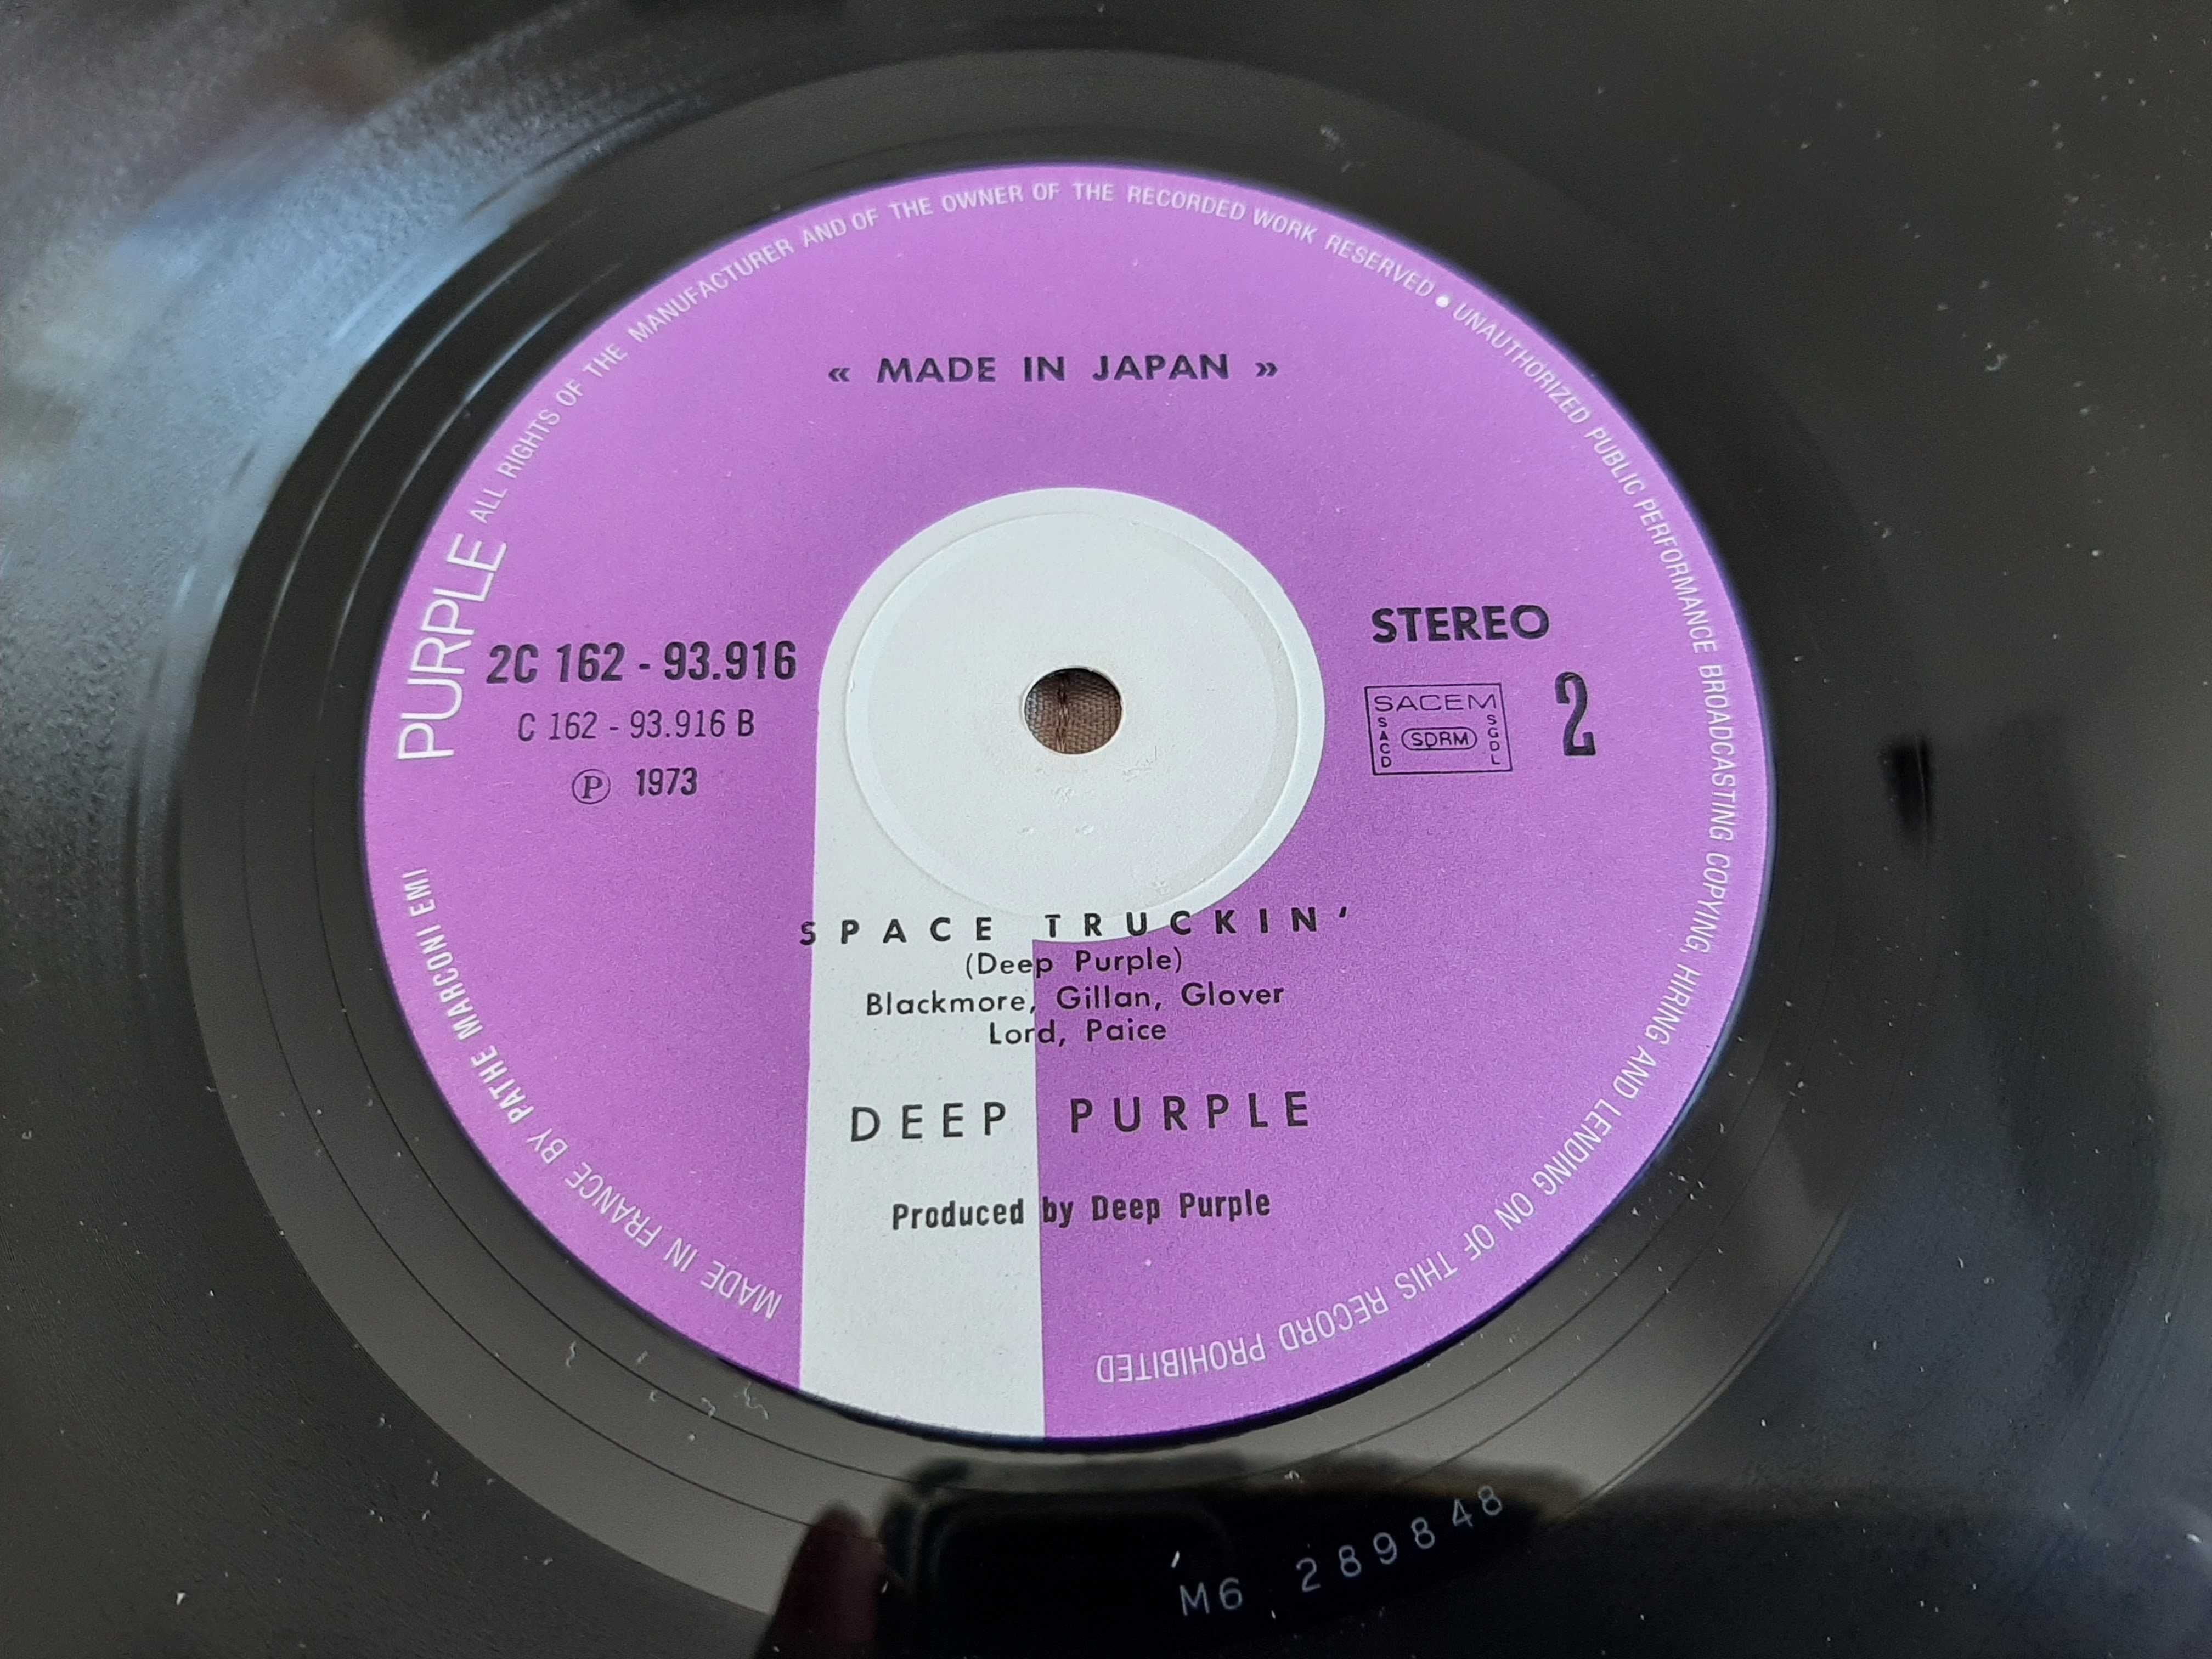 PURPLE ALL RIGHTS OF THE MANUFACTURER AND OF THE OWNER OF THE RECORDED WORK RESERVED • UNAUTHORIZED PUBLIC PERFORMANCE BROADCASTING COPYING, HIRING AND LENDING ON OF THIS RECORD PROHIBITED
« MADE IN JAPAN »
2C 162 - 93.916
C 162 - 93.916 B
Ⓟ 1973
STEREO
SACEM
SACD
SDRM
SGDL
2
SPACE TRUCKIN'
(Deep Purple)
Blackmore, Gillan, Glover
Lord, Paice
DEEP PURPLE
Produced by Deep Purple
MADE IN FRANCE BY PATHE MARCONI EMI
M6 289848